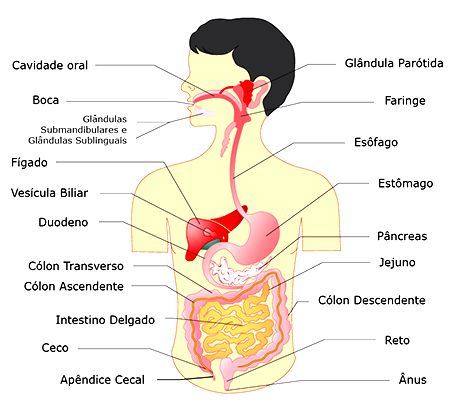 Cavidade oral
Glândula Parótida
Boca
Faringe
Glândulas
Submandibulares e
Glândulas Sublinguais
Esôfago
Fígado
Estômago
Vesícula Biliar
Duodeno
Pâncreas
Cólon Transverso
Jejuno
Cólon Ascendente
Cólon Descendente
Intestino Delgado
Reto
Ceco
Apêndice Cecal
Ânus